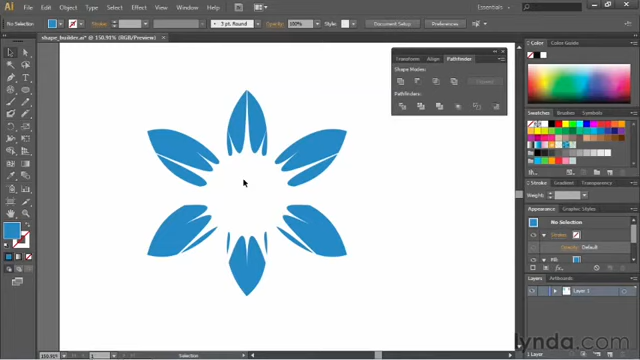 Ai File Edit Object Type Select Effect View Window Help
Essentials
No Selection Stroke: 3 pt. Round Opacity: 100% Style: Document Setup Preferences
shape_builder.ai* @ 150.91% (RGB/Preview)
Transform Align Pathfinder
Shape Modes:
Expand
Pathfinders:
Color Color Guide
Swatches Brushes Symbols
Stroke Gradient Transparency
Weight:
Appearance Graphic Styles
No Selection
Stroke:
Opacity: Default
Fill:
Layers Artboards
Layer 1
150.91% 1 Selection
lynda.com